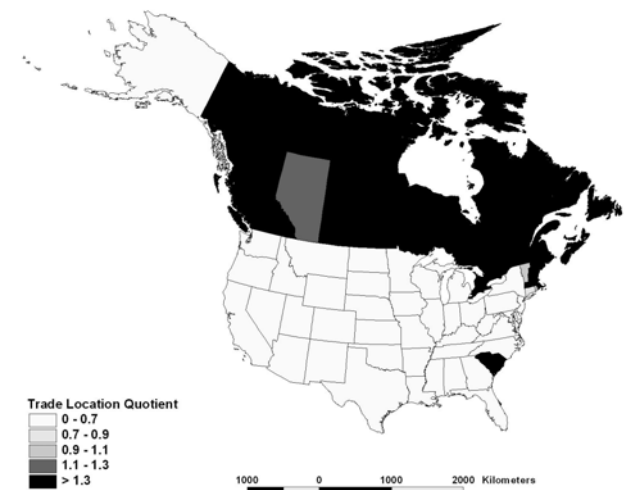 Trade Location Quotient
0 - 0.7
0.7 - 0.9
0.9 - 1.1
1.1 - 1.3
> 1.3
1000 0 1000 2000 Kilometers